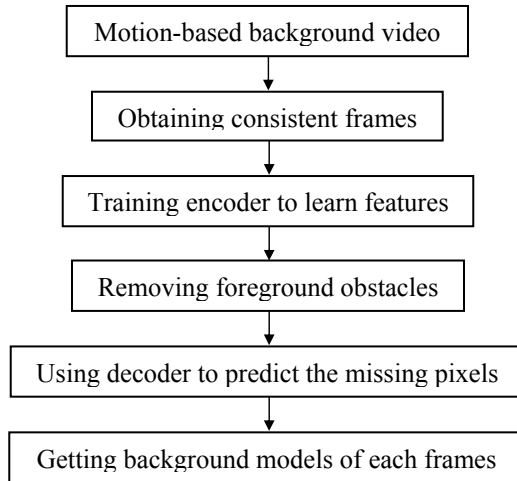 Motion-based background video
Obtaining consistent frames
Training encoder to learn features
Removing foreground obstacles
Using decoder to predict the missing pixels
Getting background models of each frames